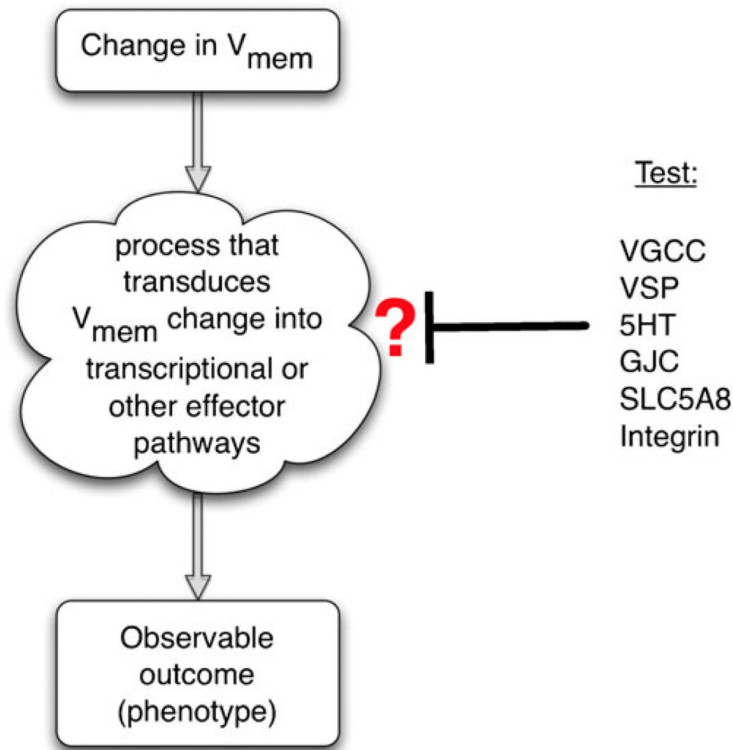 Change in Vmem
process that
transduces
Vmem change into
transcriptional or
other effector
pathways
?
Observable
outcome
(phenotype)
Test:
VGCC
VSP
5HT
GJC
SLC5A8
Integrin